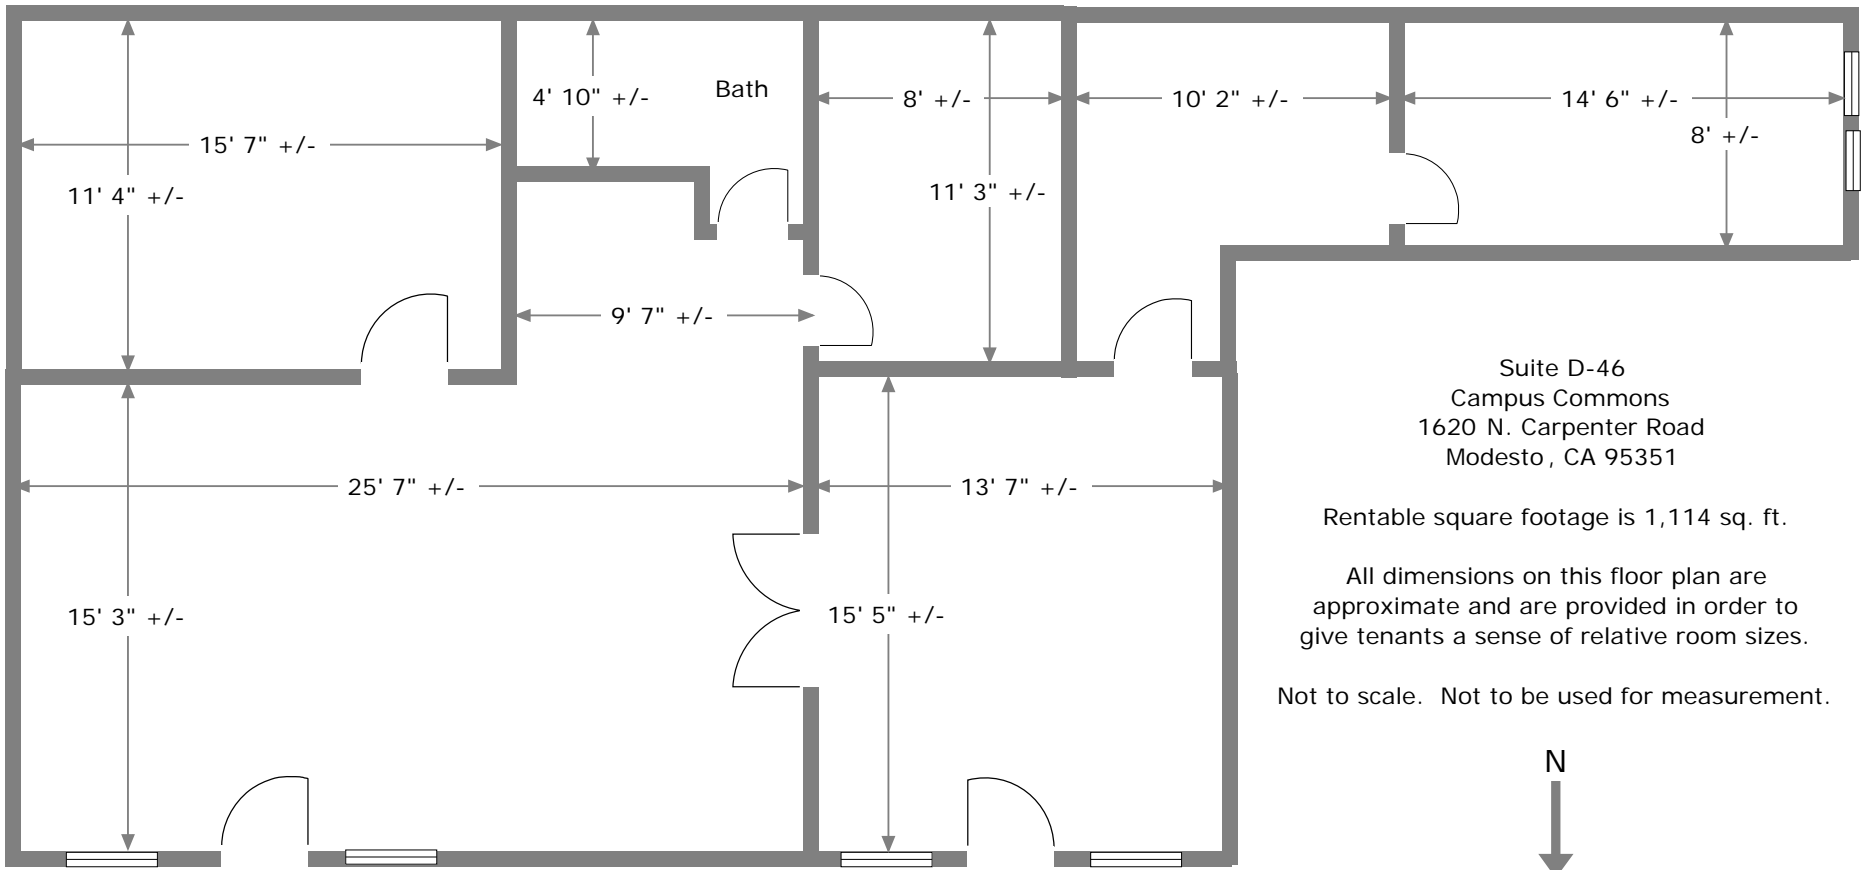 4' 10" +/-
Bath
8' +/-
10' 2" +/-
14' 6" +/-
8' +/-
15' 7" +/-
11' 4" +/-
11' 3" +/-
9' 7" +/-
25' 7" +/-
13' 7" +/-
15' 3" +/-
15' 5" +/-
Suite D-46
Campus Commons
1620 N. Carpenter Road
Modesto, CA 95351
Rentable square footage is 1,114 sq. ft.
All dimensions on this floor plan are
approximate and are provided in order to
give tenants a sense of relative room sizes.
Not to scale. Not to be used for measurement.
N